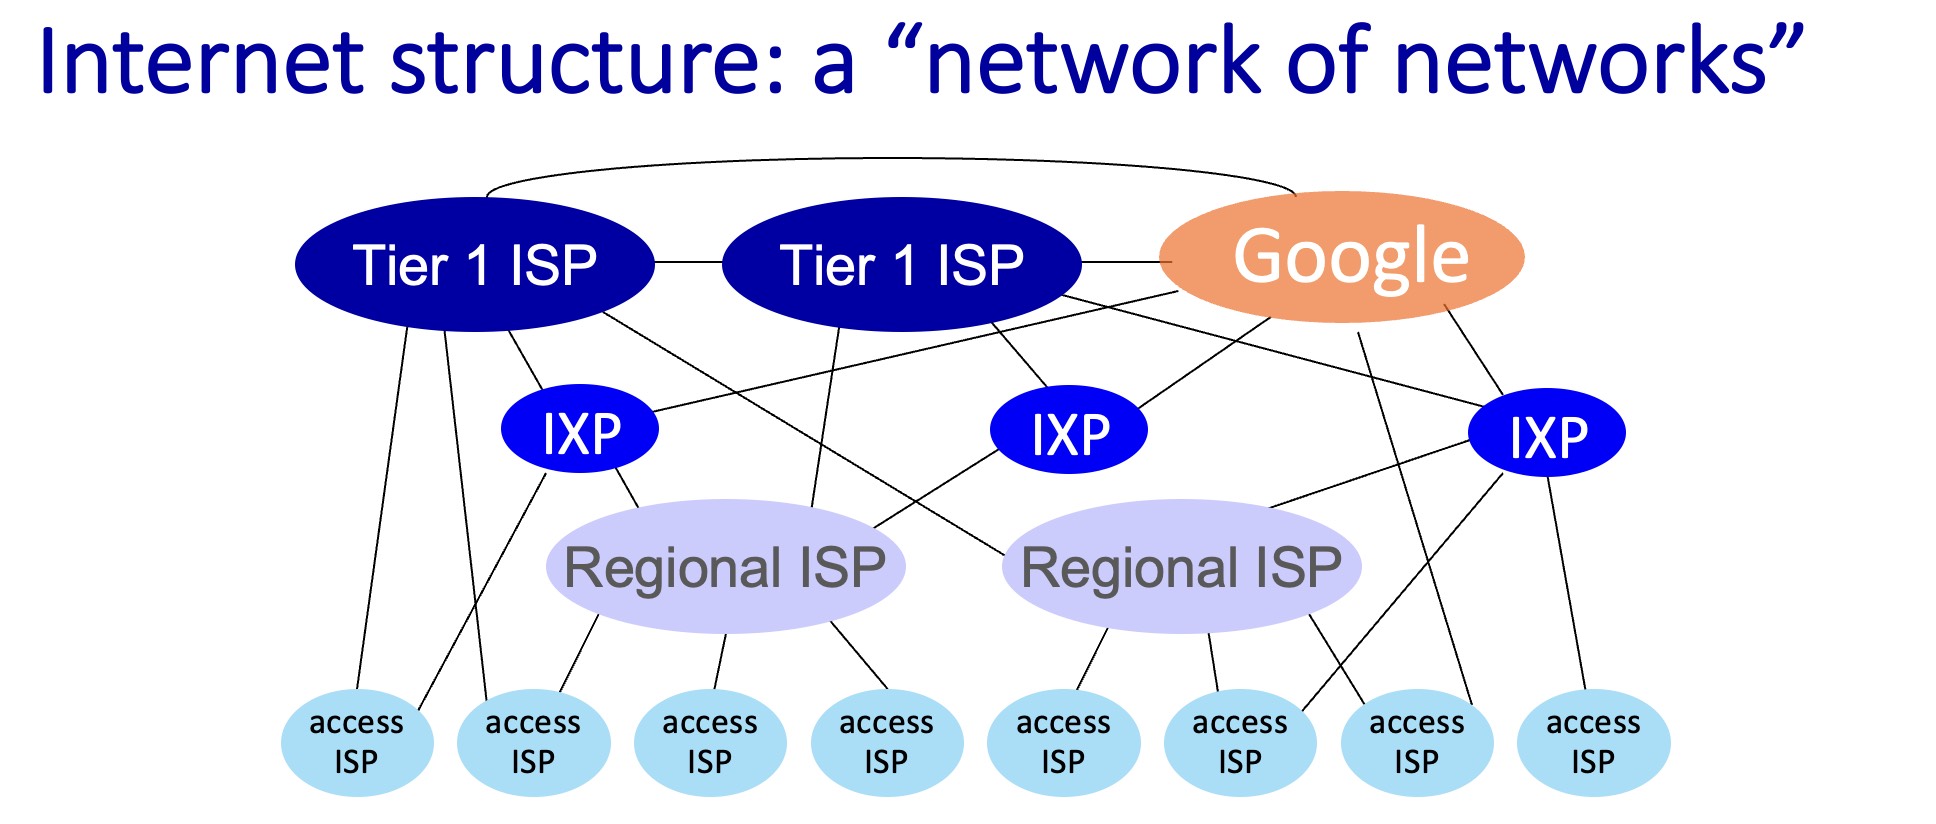 Internet structure: a “network of networks”
Tier 1 ISP
Tier 1 ISP
Google
IXP
IXP
IXP
Regional ISP
Regional ISP
access
ISP
access
ISP
access
ISP
access
ISP
access
ISP
access
ISP
access
ISP
access
ISP